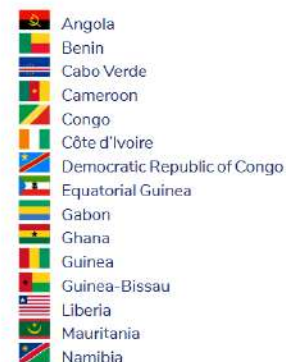 Angola
Benin
Cabo Verde
Cameroon
Congo
Côte d'Ivoire
Democratic Republic of Congo
Equatorial Guinea
Gabon
Ghana
Guinea
Guinea-Bissau
Liberia
Mauritania
Namibia